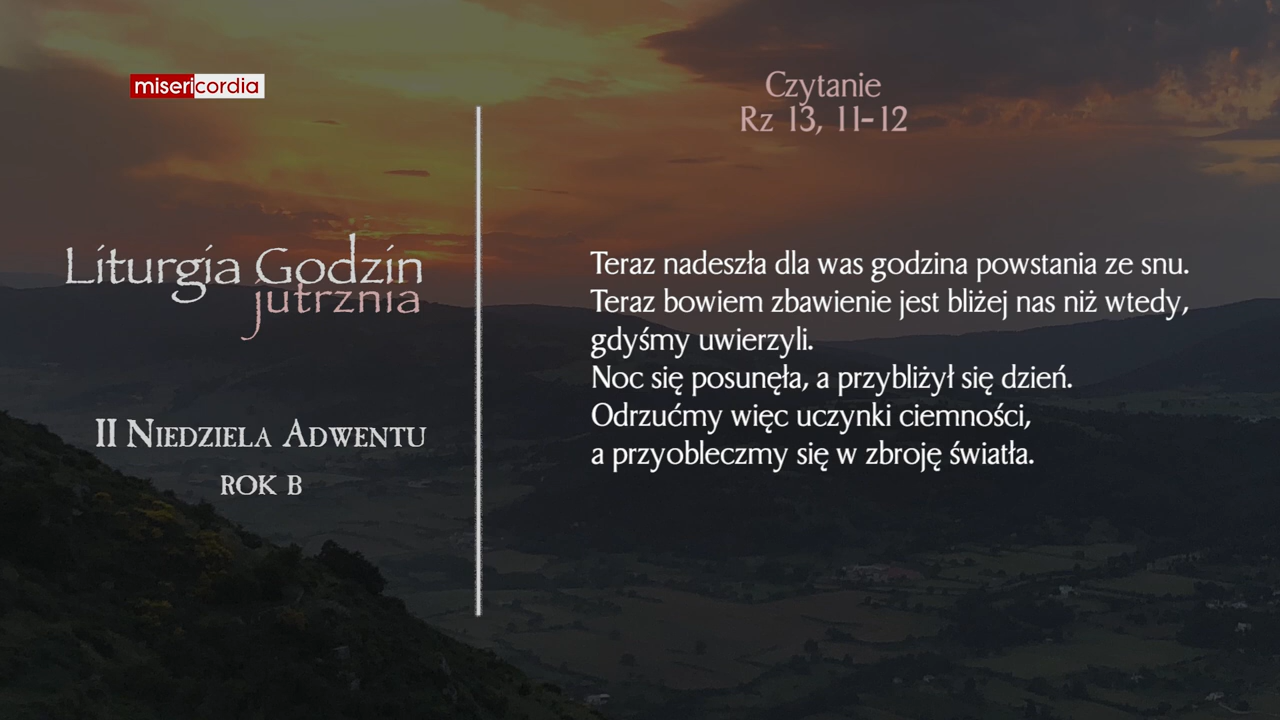 misericordia
Liturgia Godzin
jutrznia
II Niedziela Adwentu
rok B
Czytanie
Rz 13, 11-12
Teraz nadeszła dla was godzina powstania ze snu.
Teraz bowiem zbawienie jest bliżej nas niż wtedy,
gdyśmy uwierzyli.
Noc się posunęła, a przybliżył się dzień.
Odrzućmy więc uczynki ciemności,
a przyobleczmy się w zbroję światła.